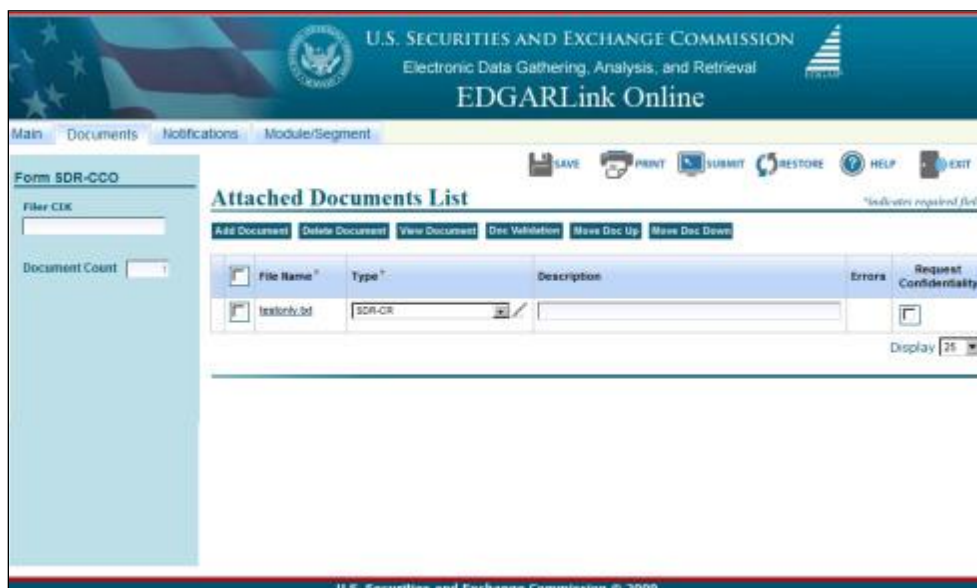 U.S. SECURITIES AND EXCHANGE COMMISSION
Electronic Data Gathering, Analysis, and Retrieval
EDGARLink Online
EDGAR
Main Documents Notifications Module/Segment
SAVE PRINT SUBMIT RESTORE HELP EXIT
Form SDR-CCO
Filer CIK
Document Count 1
Attached Documents List
*indicates required fiel
Add Document Delete Document View Document Doc Validation Move Doc Up Move Doc Down
File Name* Type* Description Errors Request Confidentiality
testonly.txt SDR-CR
Display 25
U.S. Securities and Exchange Commission © 2009